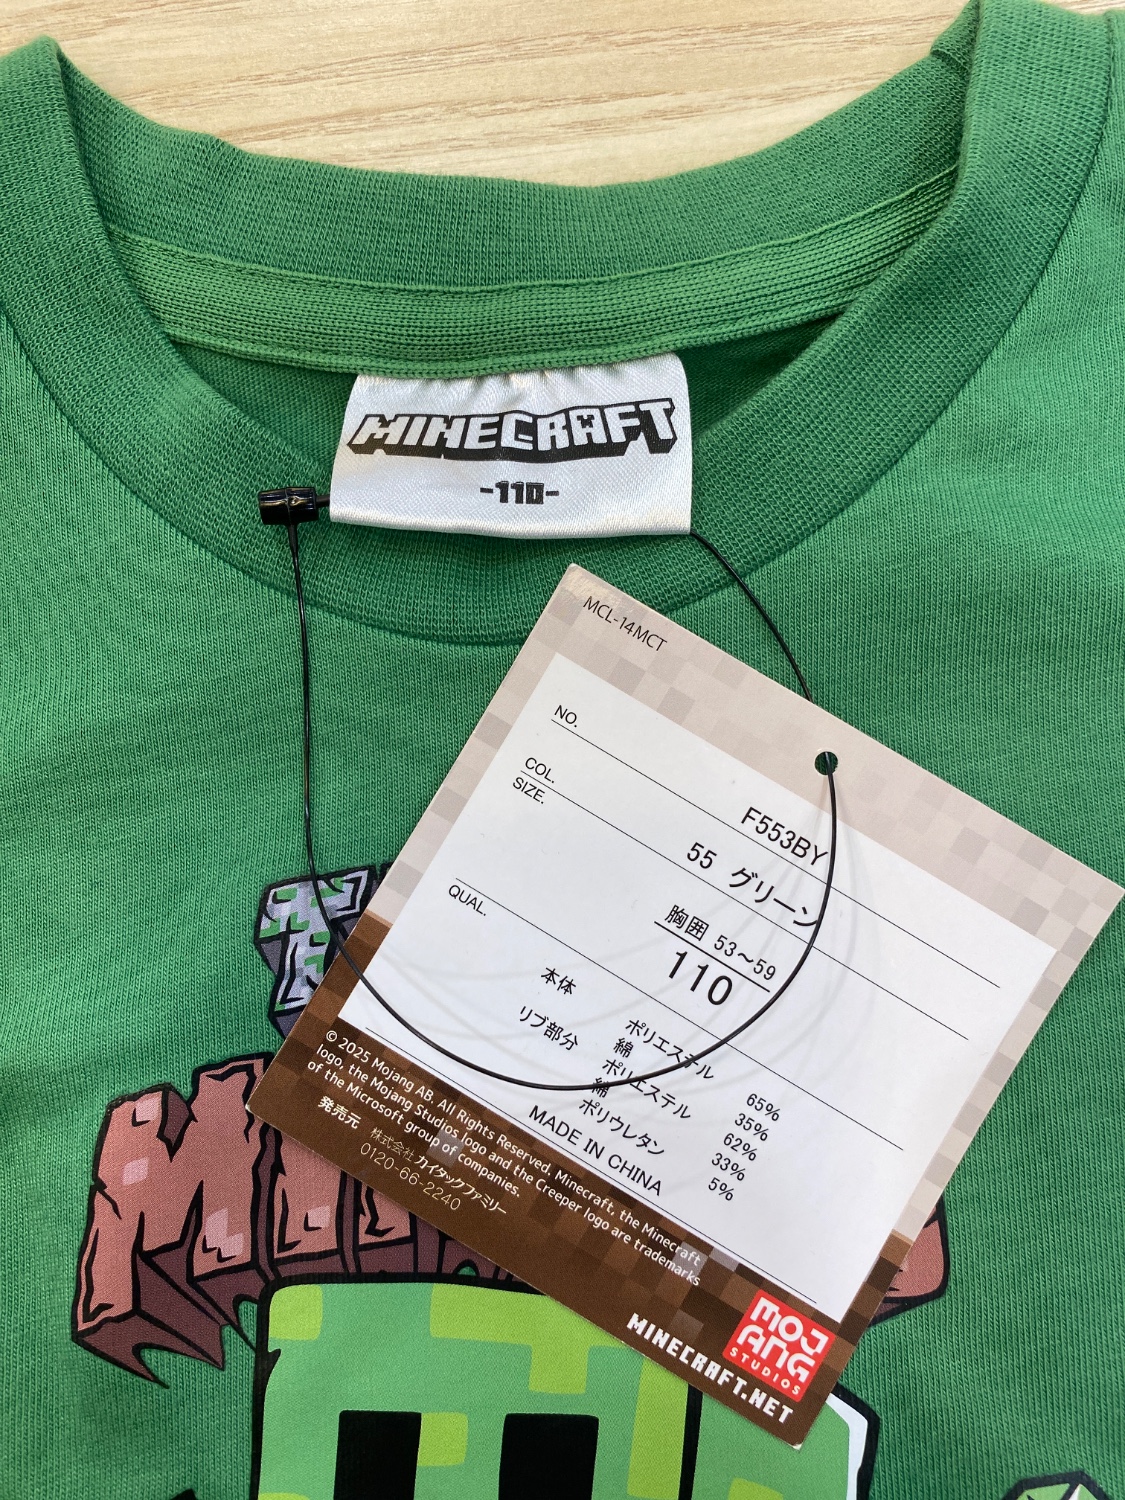 MINECRAFT
-110-
MCL-14MCT
NO.
F553BY
COL.
55 グリーン
SIZE.
胸囲 53～59
110
QUAL.
本体 ポリエステル 65%
綿 35%
リブ部分 ポリエステル 62%
綿 33%
ポリウレタン 5%
MADE IN CHINA
© 2025 Mojang AB. All Rights Reserved. Minecraft, the Minecraft
logo, the Mojang Studios logo and the Creeper logo are trademarks
of the Microsoft group of companies.
発売元 株式会社 カイタックファミリー
0120-66-2240
MOJANG
STUDIOS
MINECRAFT.NET